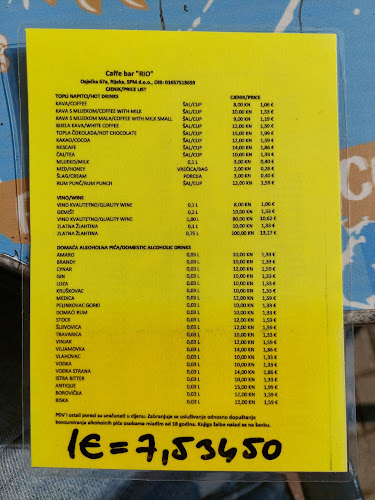 Caffe bar "RIO"
Osječka 67a, Rijeka, SPM d.o.o., OIB: 01657518659
CJENIK/PRICE LIST
TOPLI NAPITCI/HOT DRINKS CJENIK/PRICE
KAVA/COFFEE ŠAL/CUP 8,00 KN 1,06 €
KAVA S MLIJEKOM/COFFEE WITH MILK ŠAL/CUP 10,00 KN 1,33 €
KAVA S MLIJEKOM MALA/COFFEE WITH MILK SMALL ŠAL/CUP 9,00 KN 1,19 €
BIJELA KAVA/WHITE COFFEE ŠAL/CUP 12,00 KN 1,59 €
TOPLA ČOKOLADA/HOT CHOCOLATE ŠAL/CUP 15,00 KN 1,99 €
KAKAO/COCOA ŠAL/CUP 12,00 KN 1,59 €
NESCAFE ŠAL/CUP 14,00 KN 1,86 €
ČAJ/TEA ŠAL/CUP 10,00 KN 1,33 €
MLIJEKO/MILK 0,1 L 3,00 KN 0,40 €
MED/HONEY VREĆICA/BAG 2,00 KN 0,26 €
ŠLAG/CREAM PORCIJA 3,00 KN 0,40 €
RUM PUNČ/RUM PUNCH ŠAL/CUP 12,00 KN 1,59 €
VINO/WINE
VINO KVALITETNO/QUALITY WINE 0,1 L 8,00 KN 1,06 €
GEMIŠT 0,2 L 10,00 KN 1,33 €
VINO KVALITETNO/QUALITY WINE 1,00 L 80,00 KN 10,62 €
ZLATNA ŽLAHTINA 0,1 L 10,00 KN 1,33 €
ZLATNA ŽLAHTINA 0,75 L 100,00 KN 13,27 €
DOMAĆA ALKOHOLNA PIĆA/DOMESTIC ALCOHOLIC DRINKS
AMARO 0,03 L 10,00 KN 1,33 €
BRANDY 0,03 L 10,00 KN 1,33 €
CYNAR 0,03 L 12,00 KN 1,59 €
GIN 0,03 L 10,00 KN 1,33 €
LOZA 0,03 L 10,00 KN 1,33 €
KRUŠKOVAC 0,03 L 10,00 KN 1,33 €
MEDICA 0,03 L 12,00 KN 1,59 €
PELINKOVAC GORKI 0,03 L 10,00 KN 1,33 €
DOMAĆI RUM 0,03 L 10,00 KN 1,33 €
STOCK 0,03 L 12,00 KN 1,59 €
ŠLJIVOVICA 0,03 L 12,00 KN 1,59 €
TRAVARICA 0,03 L 10,00 KN 1,33 €
VINJAK 0,03 L 12,00 KN 1,59 €
VILJAMOVKA 0,03 L 14,00 KN 1,86 €
VLAHOVAC 0,03 L 10,00 KN 1,33 €
VODKA 0,03 L 10,00 KN 1,33 €
VODKA STRANA 0,03 L 14,00 KN 1,86 €
ISTRA BITTER 0,03 L 10,00 KN 1,33 €
ANTIQUE 0,03 L 15,00 KN 1,99 €
BOROVIČKA 0,03 L 12,00 KN 1,59 €
BISKA 0,03 L 12,00 KN 1,59 €
PDV i ostali porezi su uračunati u cijenu. Zabranjuje se usluživanje odnosno dopuštanje
konzumiranja alkoholnih pića osobama mlađim od 18 godina. Knjiga žalbe nalazi se na šanku.
1€=7,53450